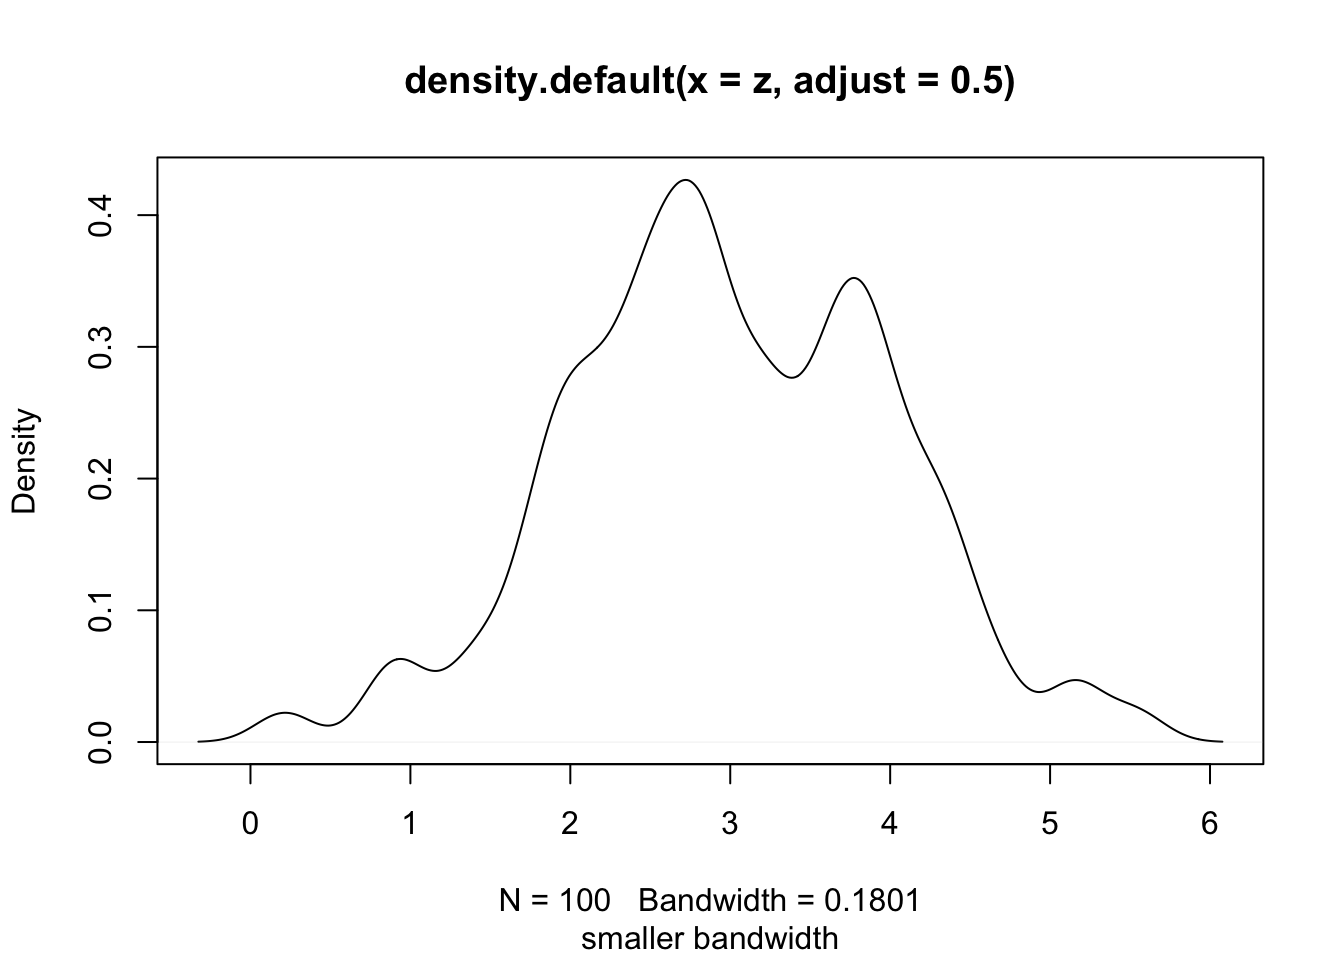 density.default(x = z, adjust = 0.5)
Density
0.4
0.3
0.2
0.1
0.0
0 1 2 3 4 5 6
N = 100 Bandwidth = 0.1801
smaller bandwidth